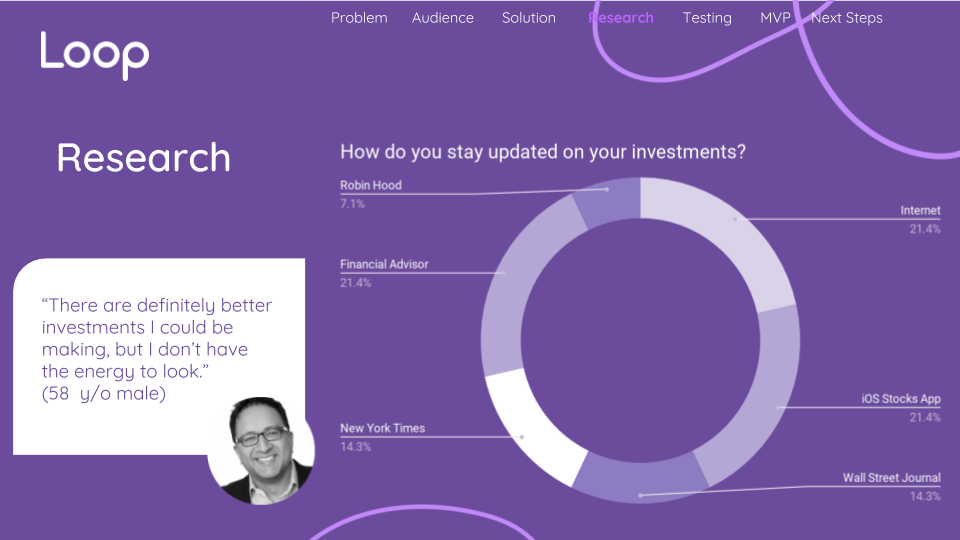 Problem Audience Solution Research Testing MVP Next Steps
Loop
Research
How do you stay updated on your investments?
Robin Hood
7.1%
Internet
21.4%
Financial Advisor
21.4%
“There are definitely better
investments I could be
making, but I don’t have
the energy to look.”
(58 y/o male)
iOS Stocks App
21.4%
New York Times
14.3%
Wall Street Journal
14.3%